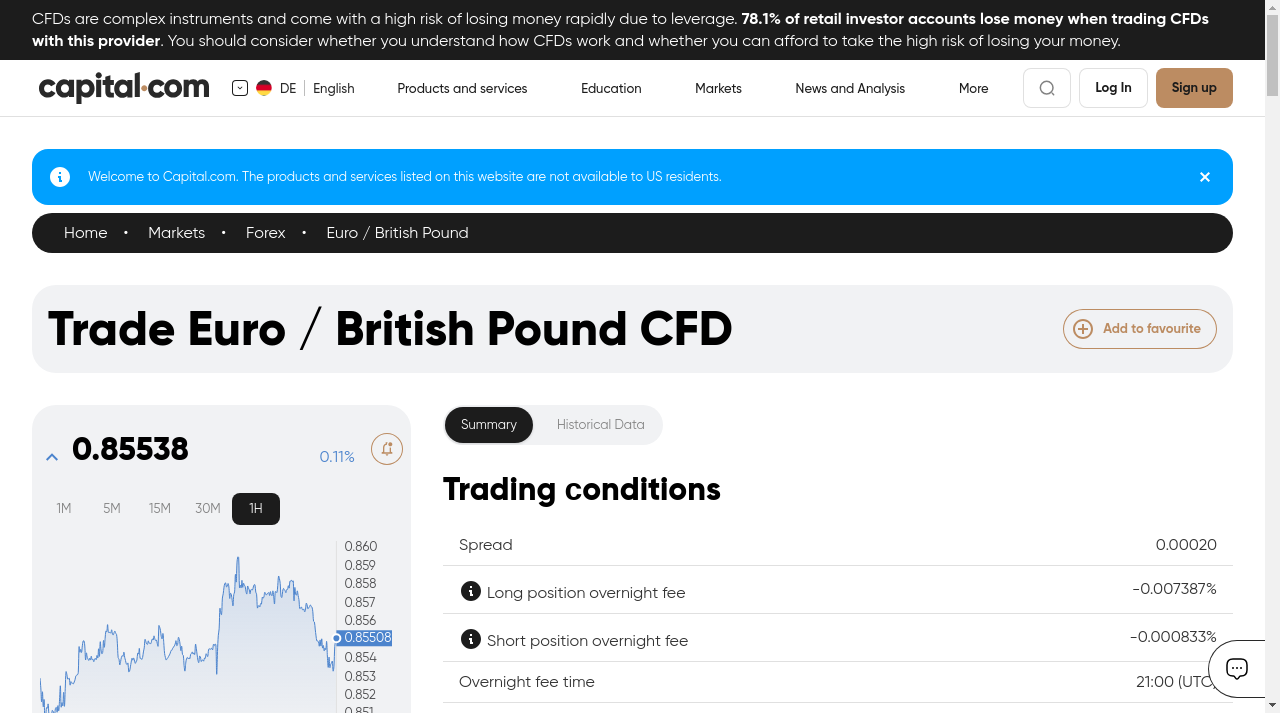 CFDs are complex instruments and come with a high risk of losing money rapidly due to leverage. 78.1% of retail investor accounts lose money when trading CFDs
with this provider. You should consider whether you understand how CFDs work and whether you can afford to take the high risk of losing your money.
capital.com
DE
English
Products and services
Education
Markets
News and Analysis
More
Log In
Sign up
Welcome to Capital.com. The products and services listed on this website are not available to US residents.
Home • Markets • Forex • Euro / British Pound
Trade Euro / British Pound CFD
Add to favourite
0.85538
0.11%
1M 5M 15M 30M 1H
0.860
0.859
0.858
0.857
0.856
0.85508
0.854
0.853
0.852
0.851
Summary
Historical Data
Trading conditions
Spread 0.00020
Long position overnight fee -0.007387%
Short position overnight fee -0.000833%
Overnight fee time 21:00 (UTC)